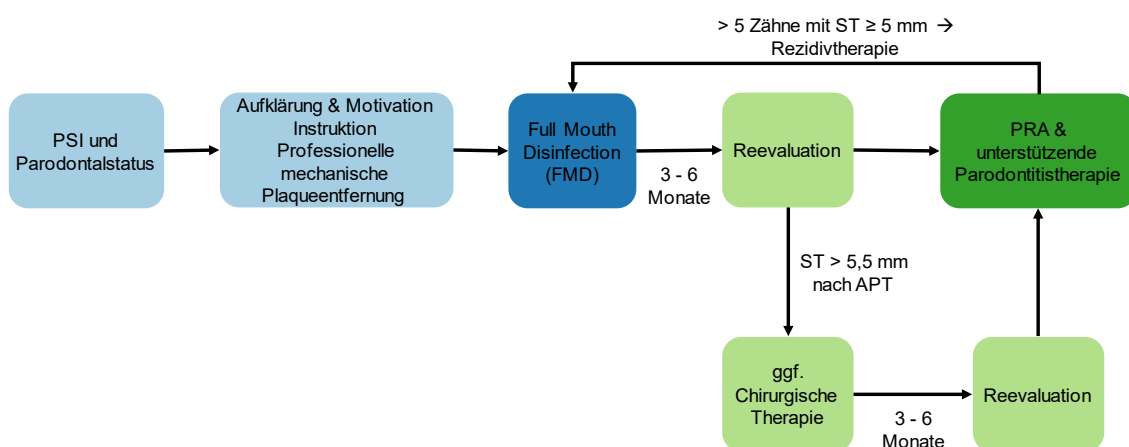 > 5 Zähne mit ST ≥ 5 mm →
Rezidivtherapie
PSI und
Parodontalstatus
Aufklärung & Motivation
Instruktion
Professionelle
mechanische
Plaqueentfernung
Full Mouth
Disinfection
(FMD)
3 - 6
Monate
Reevaluation
PRA &
unterstützende
Parodontitistherapie
ST > 5,5 mm
nach APT
ggf.
Chirurgische
Therapie
3 - 6
Monate
Reevaluation